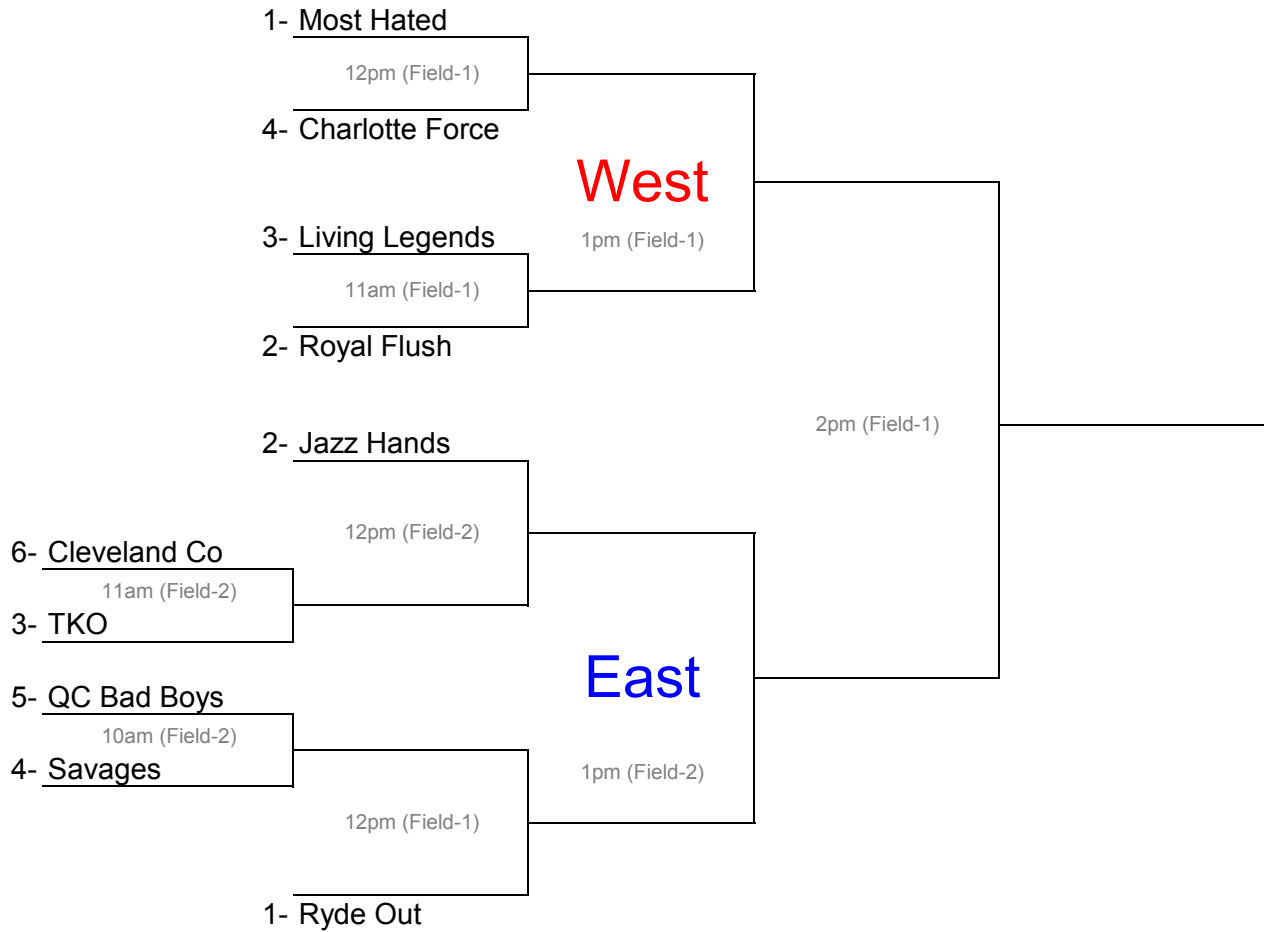 1- Most Hated
12pm (Field-1)
4- Charlotte Force
West
3- Living Legends
1pm (Field-1)
11am (Field-1)
2- Royal Flush
2pm (Field-1)
2- Jazz Hands
12pm (Field-2)
6- Cleveland Co
11am (Field-2)
3- TKO
East
5- QC Bad Boys
10am (Field-2)
4- Savages
1pm (Field-2)
12pm (Field-1)
1- Ryde Out